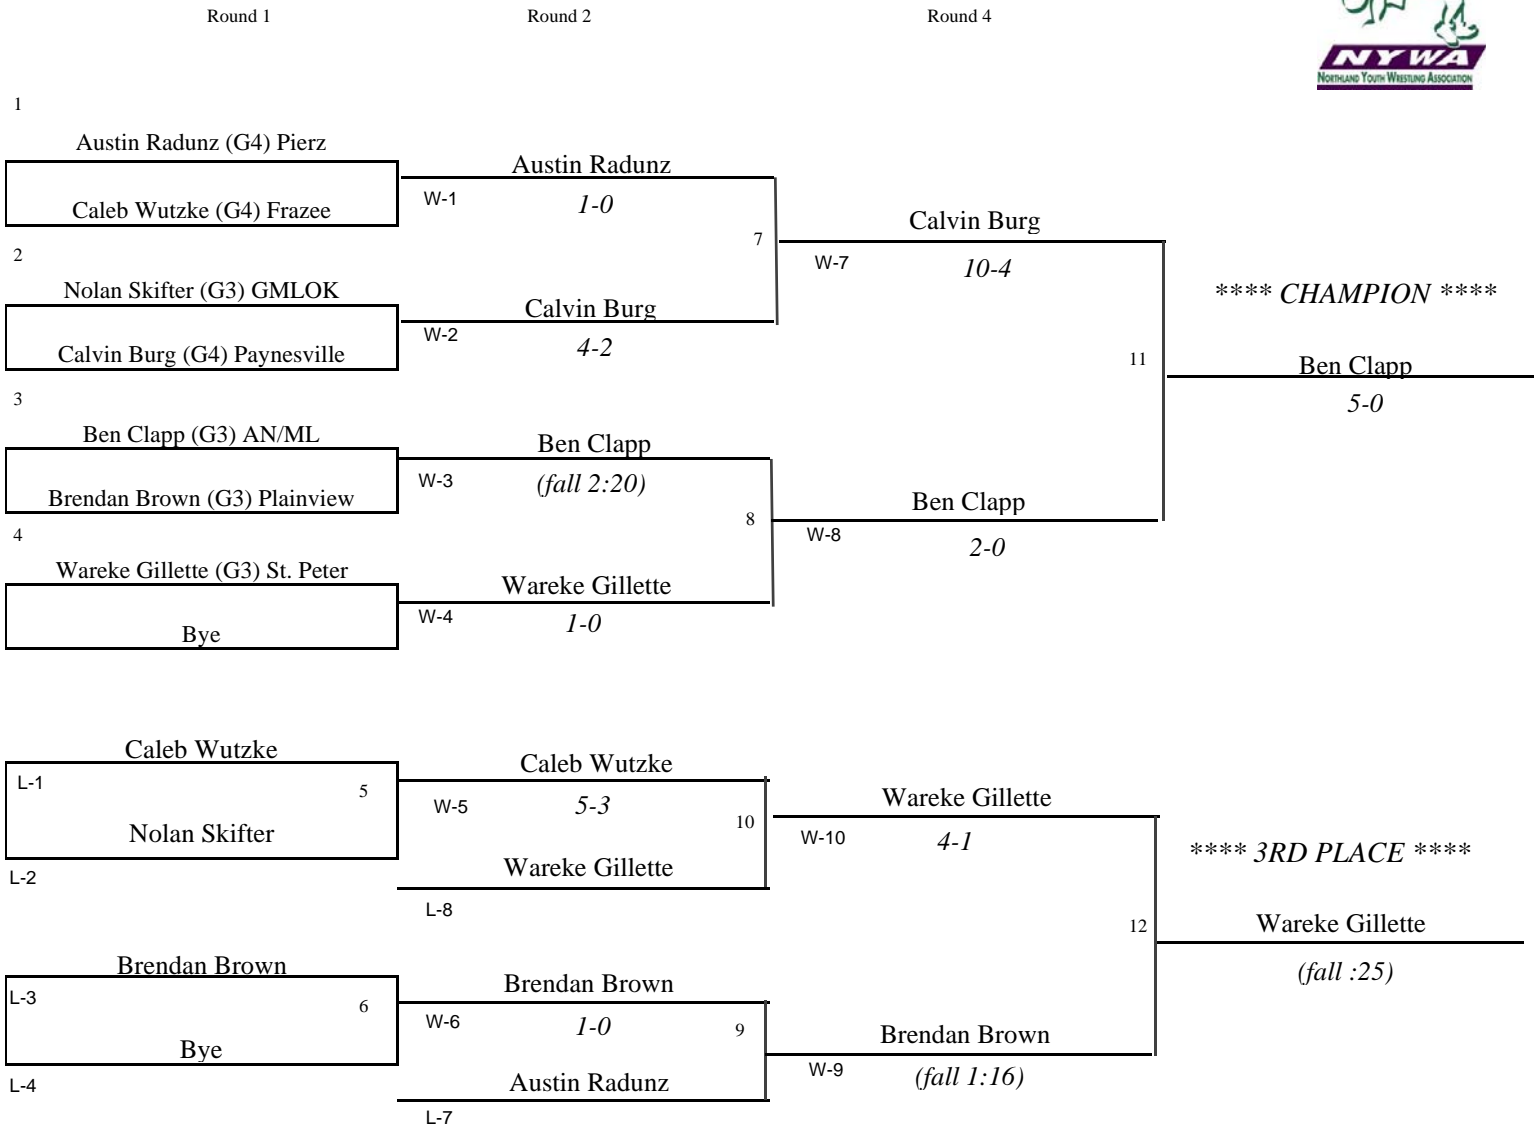 Round 1
Round 2
Round 4
NYWA
NORTHLAND YOUTH WRESTLING ASSOCIATION
1
Austin Radunz (G4) Pierz
Caleb Wutzke (G4) Frazee
2
Nolan Skifter (G3) GMLOK
Calvin Burg (G4) Paynesville
3
Ben Clapp (G3) AN/ML
Brendan Brown (G3) Plainview
4
Wareke Gillette (G3) St. Peter
Bye
Austin Radunz
W-1
1-0
7
Calvin Burg
W-2
4-2
Ben Clapp
W-3
(fall 2:20)
8
Wareke Gillette
W-4
1-0
Calvin Burg
W-7
10-4
11
Ben Clapp
W-8
2-0
**** CHAMPION ****
Ben Clapp
5-0
Caleb Wutzke
L-1
5
Nolan Skifter
L-2
Brendan Brown
L-3
6
Bye
L-4
Caleb Wutzke
W-5
5-3
10
Wareke Gillette
L-8
Brendan Brown
W-6
1-0
9
Austin Radunz
L-7
Wareke Gillette
W-10
4-1
12
Brendan Brown
W-9
(fall 1:16)
**** 3RD PLACE ****
Wareke Gillette
(fall :25)